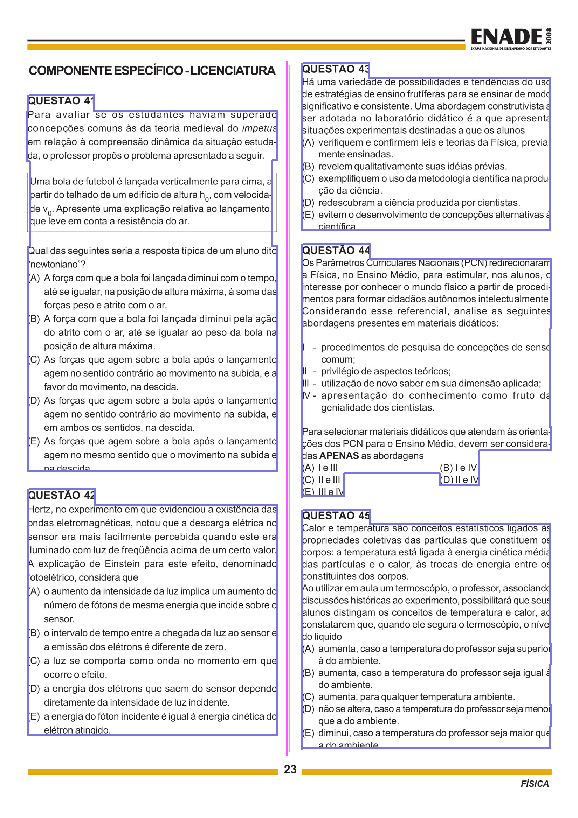 ENADE 2008
EXAME NACIONAL DE DESEMPENHO DOS ESTUDANTES
COMPONENTE ESPECÍFICO - LICENCIATURA
QUESTÃO 41
Para avaliar se os estudantes haviam superado
concepções comuns às da teoria medieval do impetus
em relação à compreensão dinâmica da situação estuda-
da, o professor propôs o problema apresentado a seguir.
Uma bola de futebol é lançada verticalmente para cima, a
partir do telhado de um edifício de altura h0, com velocida-
de v0. Apresente uma explicação relativa ao lançamento,
que leve em conta a resistência do ar.
Qual das seguintes seria a resposta típica de um aluno dito
“newtoniano”?
(A) A força com que a bola foi lançada diminui com o tempo,
até se igualar, na posição de altura máxima, à soma das
forças peso e atrito com o ar.
(B) A força com que a bola foi lançada diminui pela ação
do atrito com o ar, até se igualar ao peso da bola na
posição de altura máxima.
(C) As forças que agem sobre a bola após o lançamento
agem no sentido contrário ao movimento na subida, e a
favor do movimento, na descida.
(D) As forças que agem sobre a bola após o lançamento
agem no sentido contrário ao movimento na subida, e
em ambos os sentidos, na descida.
(E) As forças que agem sobre a bola após o lançamento
agem no mesmo sentido que o movimento na subida e
na descida.
QUESTÃO 42
Hertz, no experimento em que evidenciou a existência das
ondas eletromagnéticas, notou que a descarga elétrica no
sensor era mais facilmente percebida quando este era
iluminado com luz de freqüência acima de um certo valor.
A explicação de Einstein para este efeito, denominado
fotoelétrico, considera que
(A) o aumento da intensidade da luz implica um aumento do
número de fótons de mesma energia que incide sobre o
sensor.
(B) o intervalo de tempo entre a chegada da luz ao sensor e
a emissão dos elétrons é diferente de zero.
(C) a luz se comporta como onda no momento em que
ocorre o efeito.
(D) a energia dos elétrons que saem do sensor depende
diretamente da intensidade de luz incidente.
(E) a energia do fóton incidente é igual à energia cinética do
elétron atingido.
QUESTÃO 43
Há uma variedade de possibilidades e tendências do uso
de estratégias de ensino frutíferas para se ensinar de modo
significativo e consistente. Uma abordagem construtivista a
ser adotada no laboratório didático é a que apresenta
situações experimentais destinadas a que os alunos
(A) verifiquem e confirmem leis e teorias da Física, previa-
mente ensinadas.
(B) revelem qualitativamente suas idéias prévias.
(C) exemplifiquem o uso da metodologia científica na produ-
ção da ciência.
(D) redescubram a ciência produzida por cientistas.
(E) evitem o desenvolvimento de concepções alternativas à
científica.
QUESTÃO 44
Os Parâmetros Curriculares Nacionais (PCN) redirecionaram
a Física, no Ensino Médio, para estimular, nos alunos, o
interesse por conhecer o mundo físico a partir de procedi-
mentos para formar cidadãos autônomos intelectualmente.
Considerando esse referencial, analise as seguintes
abordagens presentes em materiais didáticos:
I - procedimentos de pesquisa de concepções de senso
comum;
II - privilégio de aspectos teóricos;
III - utilização de novo saber em sua dimensão aplicada;
IV - apresentação do conhecimento como fruto da
genialidade dos cientistas.
Para selecionar materiais didáticos que atendam às orienta-
ções dos PCN para o Ensino Médio, devem ser considera-
das APENAS as abordagens
(A) I e III (B) I e IV
(C) II e III (D) II e IV
(E) III e IV
QUESTÃO 45
Calor e temperatura são conceitos estatísticos ligados às
propriedades coletivas das partículas que constituem os
corpos: a temperatura está ligada à energia cinética média
das partículas e o calor, às trocas de energia entre os
constituintes dos corpos.
Ao utilizar em aula um termoscópio, o professor, associando
discussões históricas ao experimento, possibilitará que seus
alunos distingam os conceitos de temperatura e calor, ao
constatarem que, quando ele segura o termoscópio, o nível
do líquido
(A) aumenta, caso a temperatura do professor seja superior
à do ambiente.
(B) aumenta, caso a temperatura do professor seja igual à
do ambiente.
(C) aumenta, para qualquer temperatura ambiente.
(D) não se altera, caso a temperatura do professor seja menor
que a do ambiente.
(E) diminui, caso a temperatura do professor seja maior que
a do ambiente.
23
FÍSICA